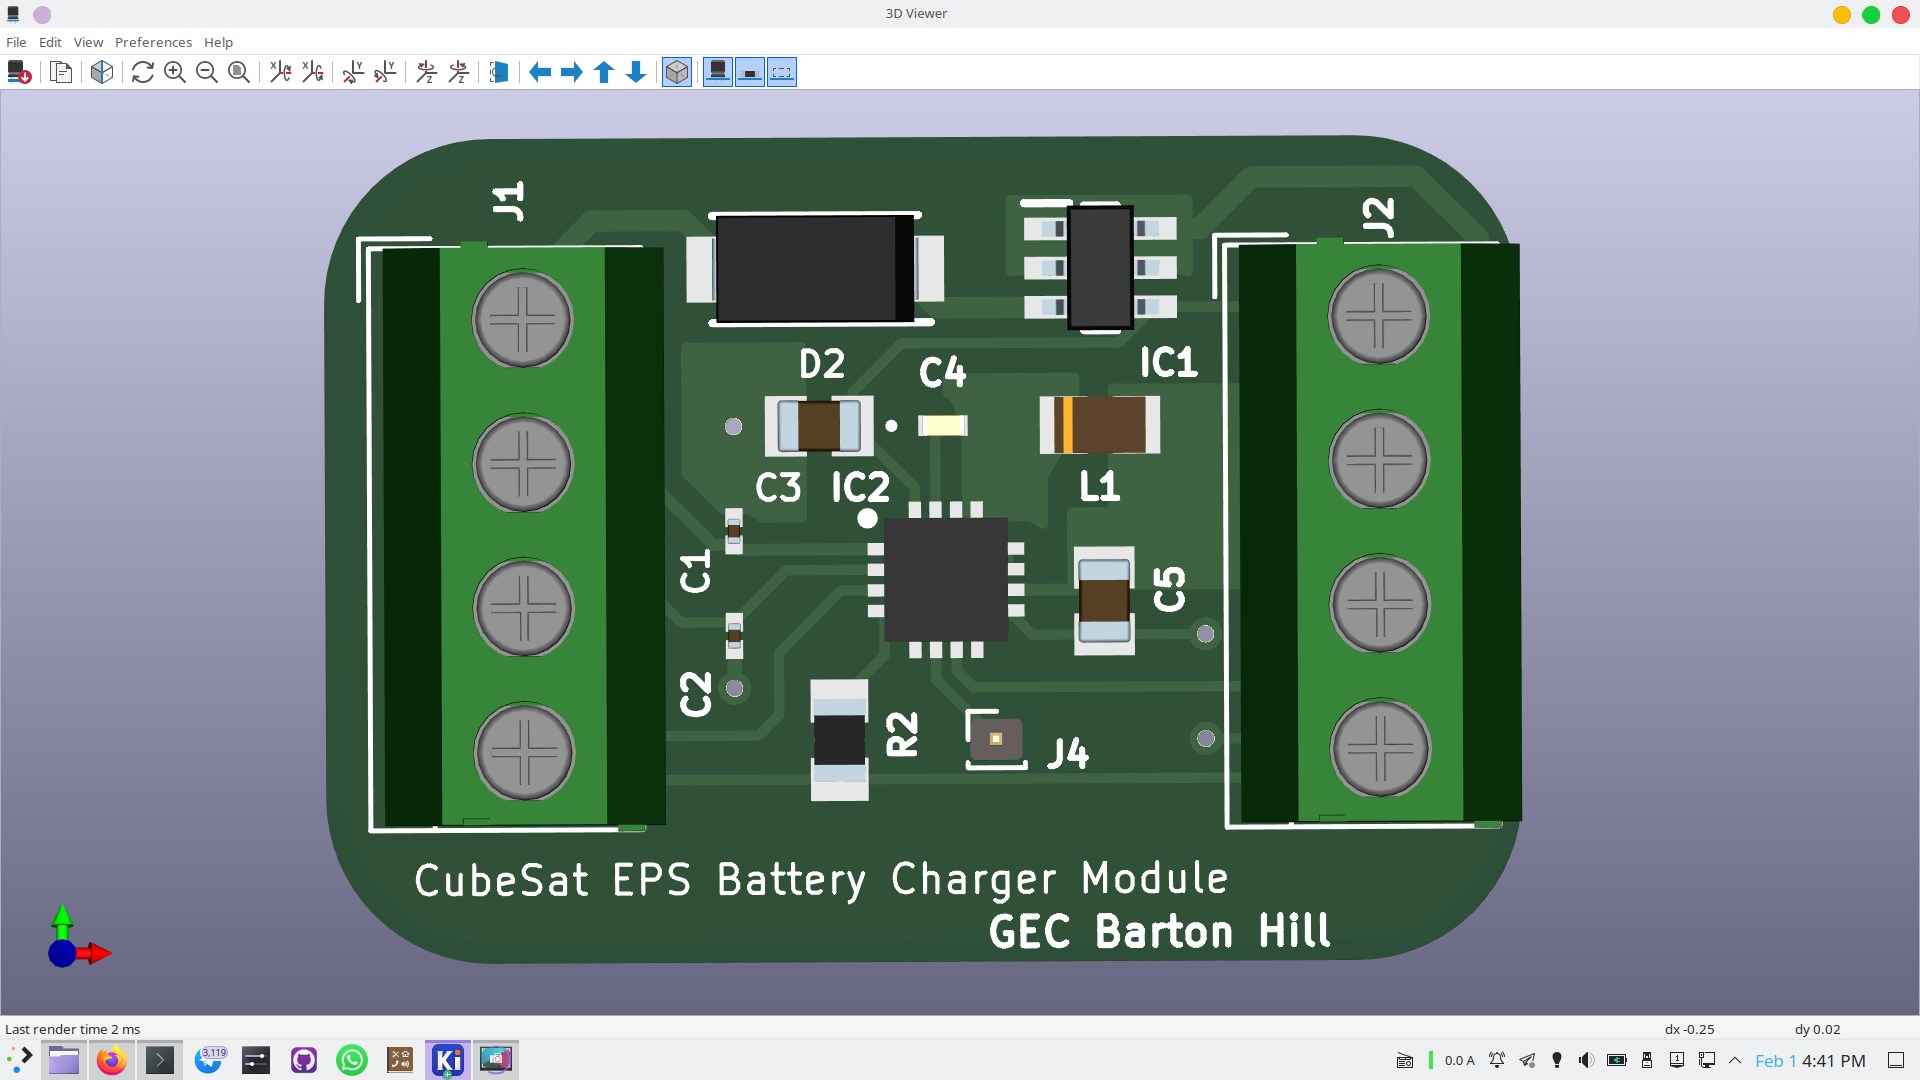 3D Viewer
File Edit View Preferences Help
X X Y Y Z Z
J1
J2
D2
C4
IC1
C3 IC2
L1
C1
C5
C2
R2
J4
CubeSat EPS Battery Charger Module
GEC Barton Hill
Last render time 2 ms
dx -0.25
dy 0.02
3,119
Ki
0.0 A
1
Feb 1 4:41 PM